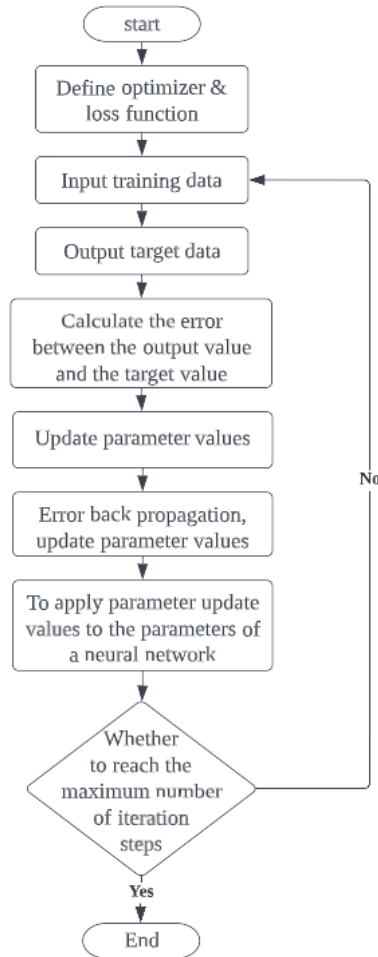 start
Define optimizer &
loss function
Input training data
Output target data
Calculate the error
between the output value
and the target value
Update parameter values
No
Error back propagation,
update parameter values
To apply parameter update
values to the parameters of
a neural network
Whether
to reach the
maximum number
of iteration
steps
Yes
End